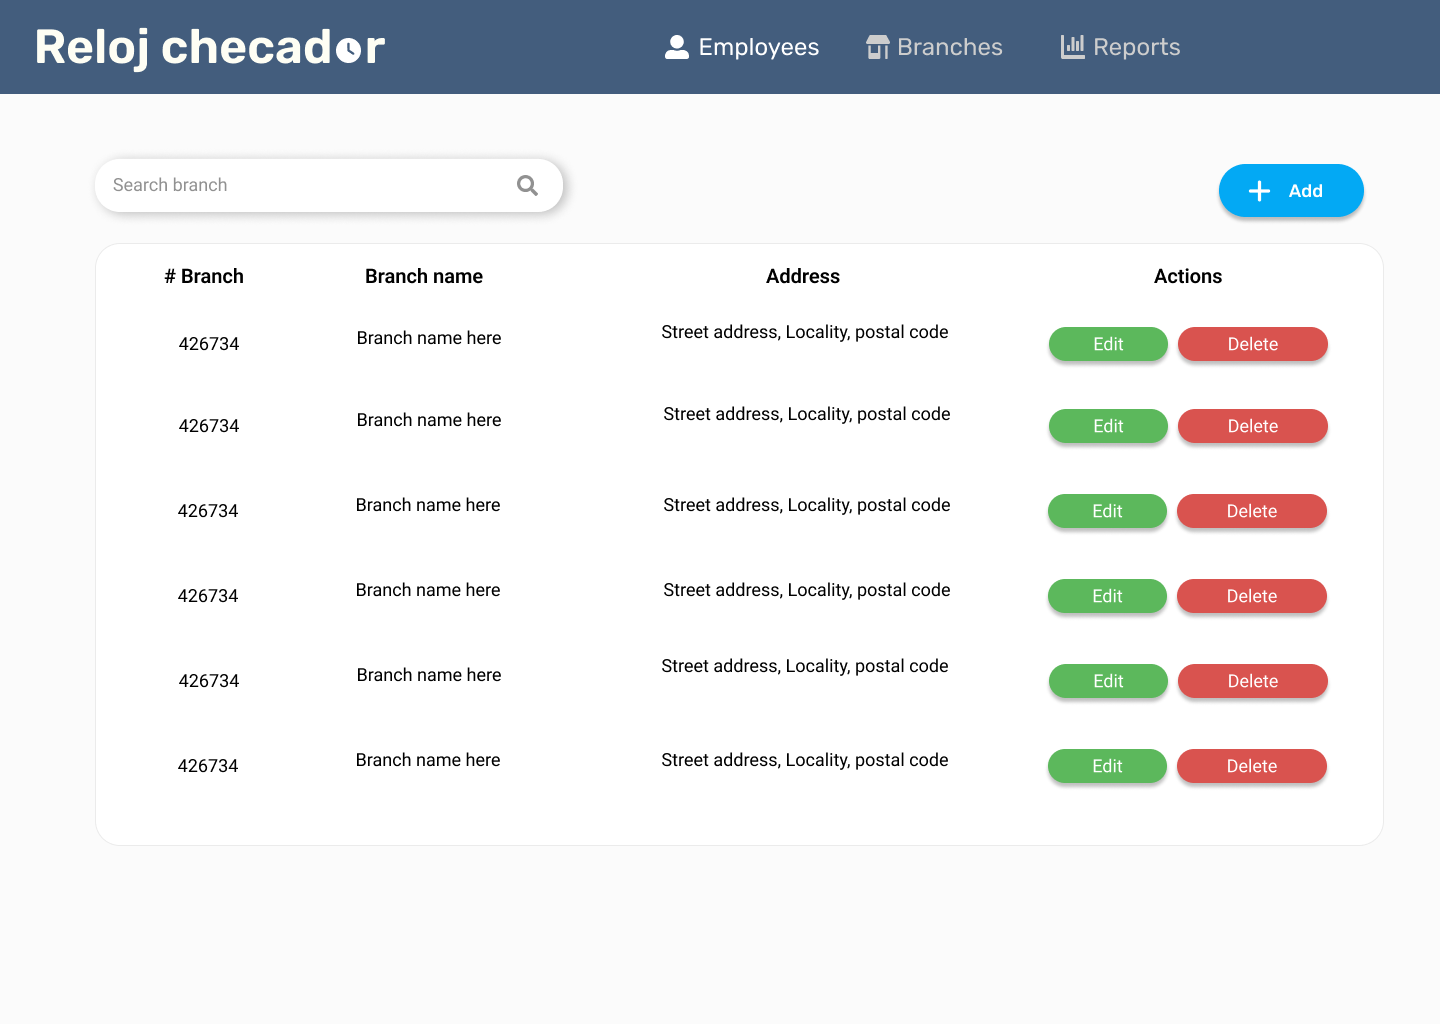 Reloj checador
Employees
Branches
Reports
Search branch
Add
# Branch Branch name Address Actions
426734 Branch name here Street address, Locality, postal code Edit Delete
426734 Branch name here Street address, Locality, postal code Edit Delete
426734 Branch name here Street address, Locality, postal code Edit Delete
426734 Branch name here Street address, Locality, postal code Edit Delete
426734 Branch name here Street address, Locality, postal code Edit Delete
426734 Branch name here Street address, Locality, postal code Edit Delete